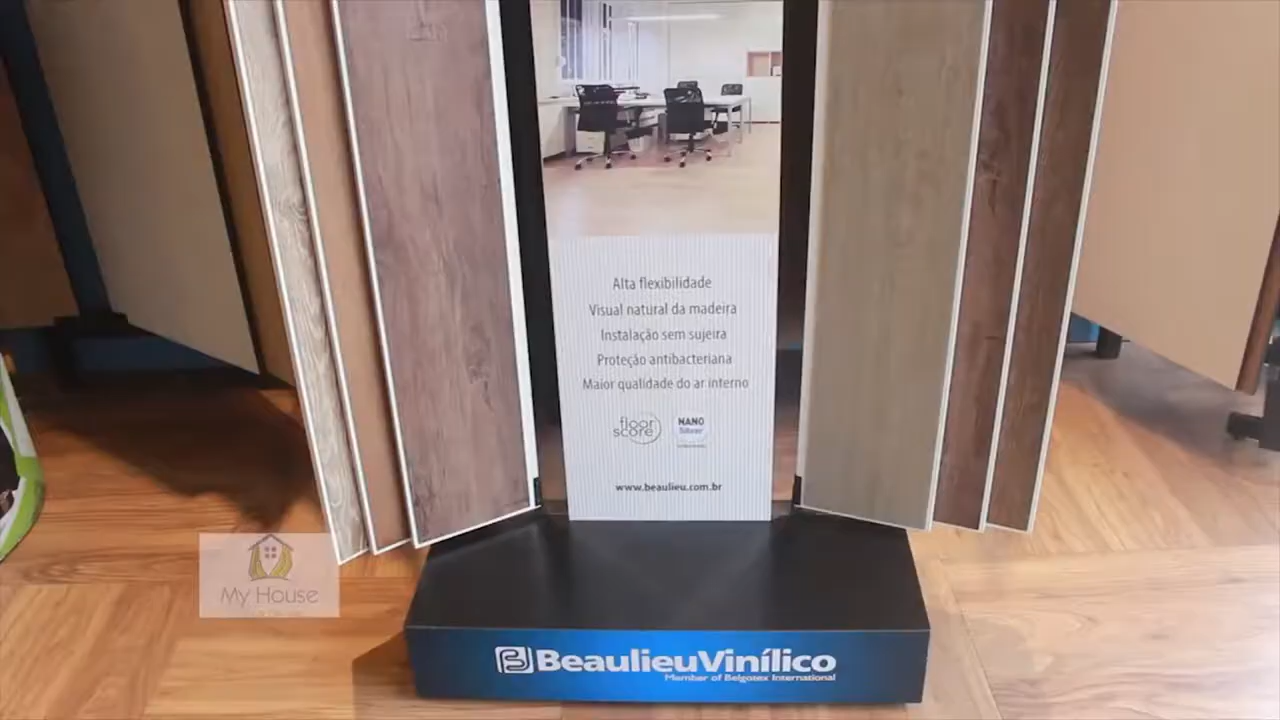 Alta flexibilidade
Visual natural da madeira
Instalação sem sujeira
Proteção antibacteriana
Maior qualidade do ar interno
floor score
NANO Silver
www.beaulieu.com.br
My House
BeaulieuVinílico
Member of Belgotex International